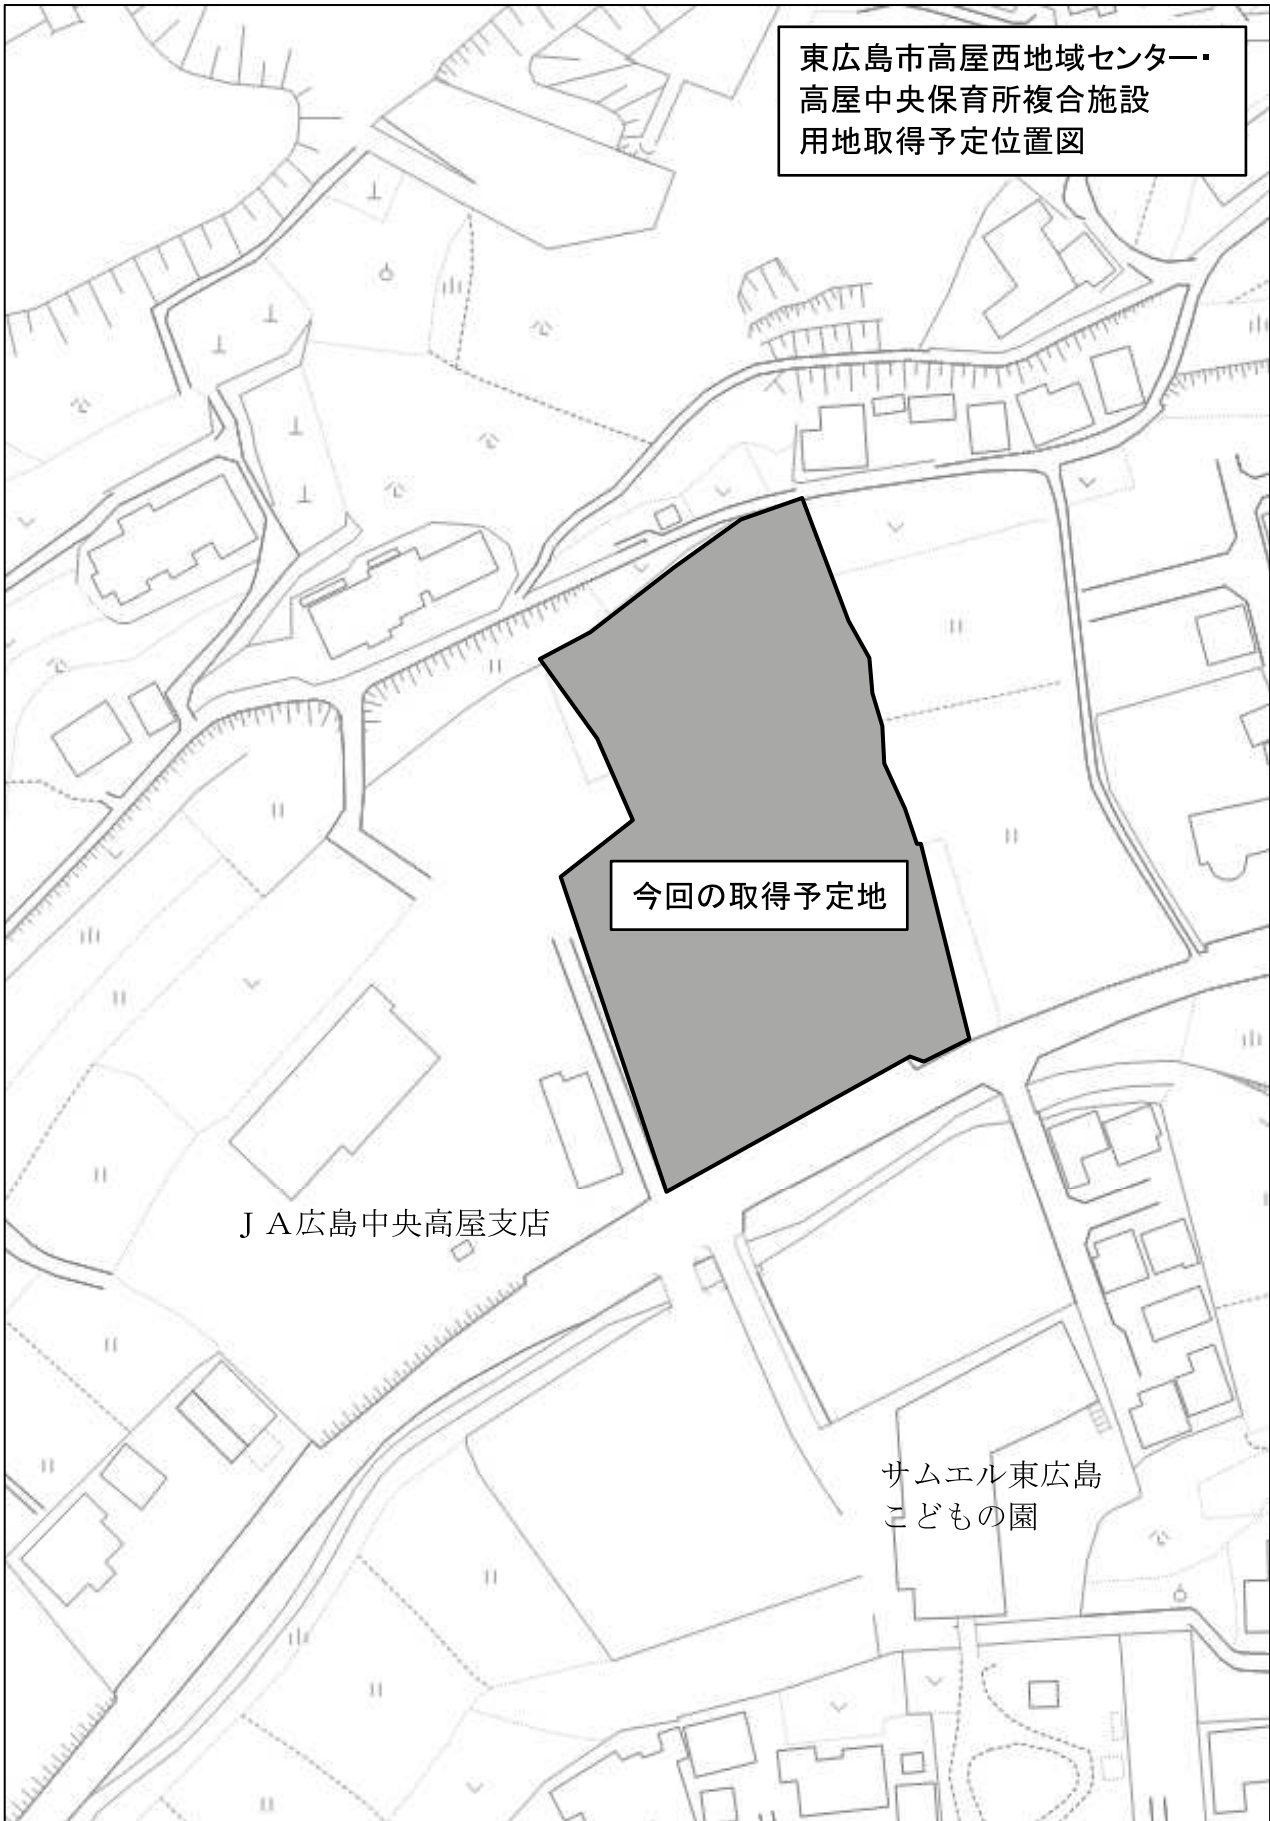 東広島市高屋西地域センター・
高屋中央保育所複合施設
用地取得予定位置図
今回の取得予定地
ＪＡ広島中央高屋支店
サムエル東広島
こどもの園